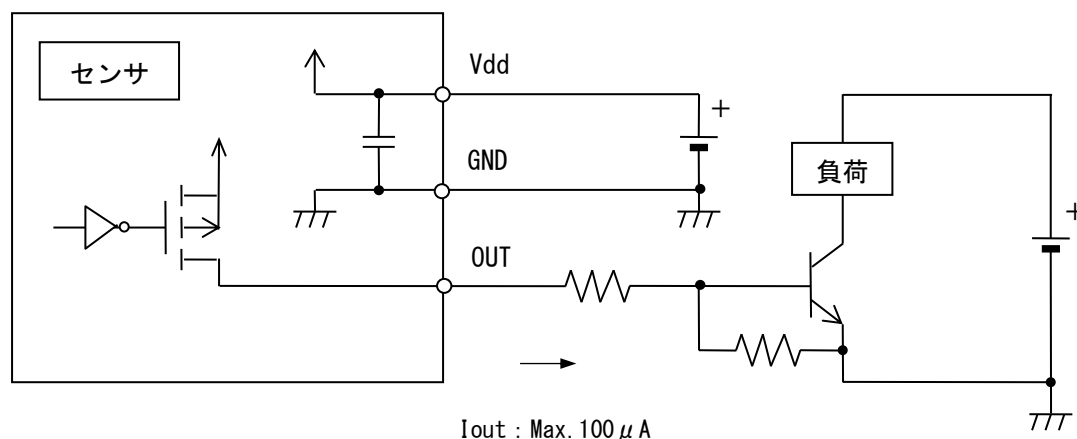 センサ
Vdd
+
GND
負荷
+
OUT
Iout : Max. 100μA